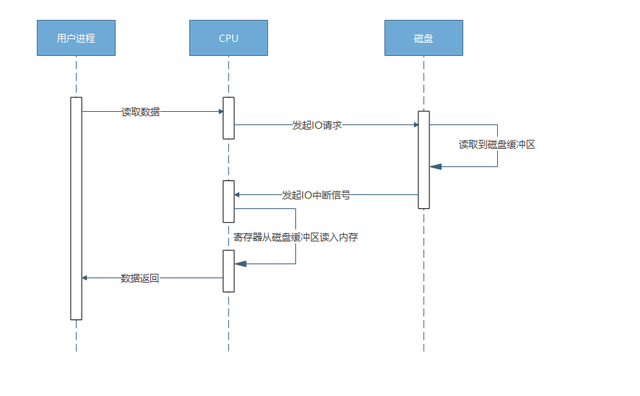 用户进程
CPU
磁盘
读取数据
发起IO请求
读取到磁盘缓冲区
发起IO中断信号
寄存器从磁盘缓冲区读入内存
数据返回